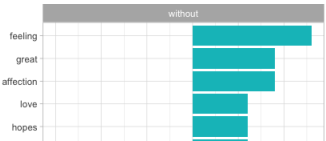 without
feeling
great
affection
love
hopes